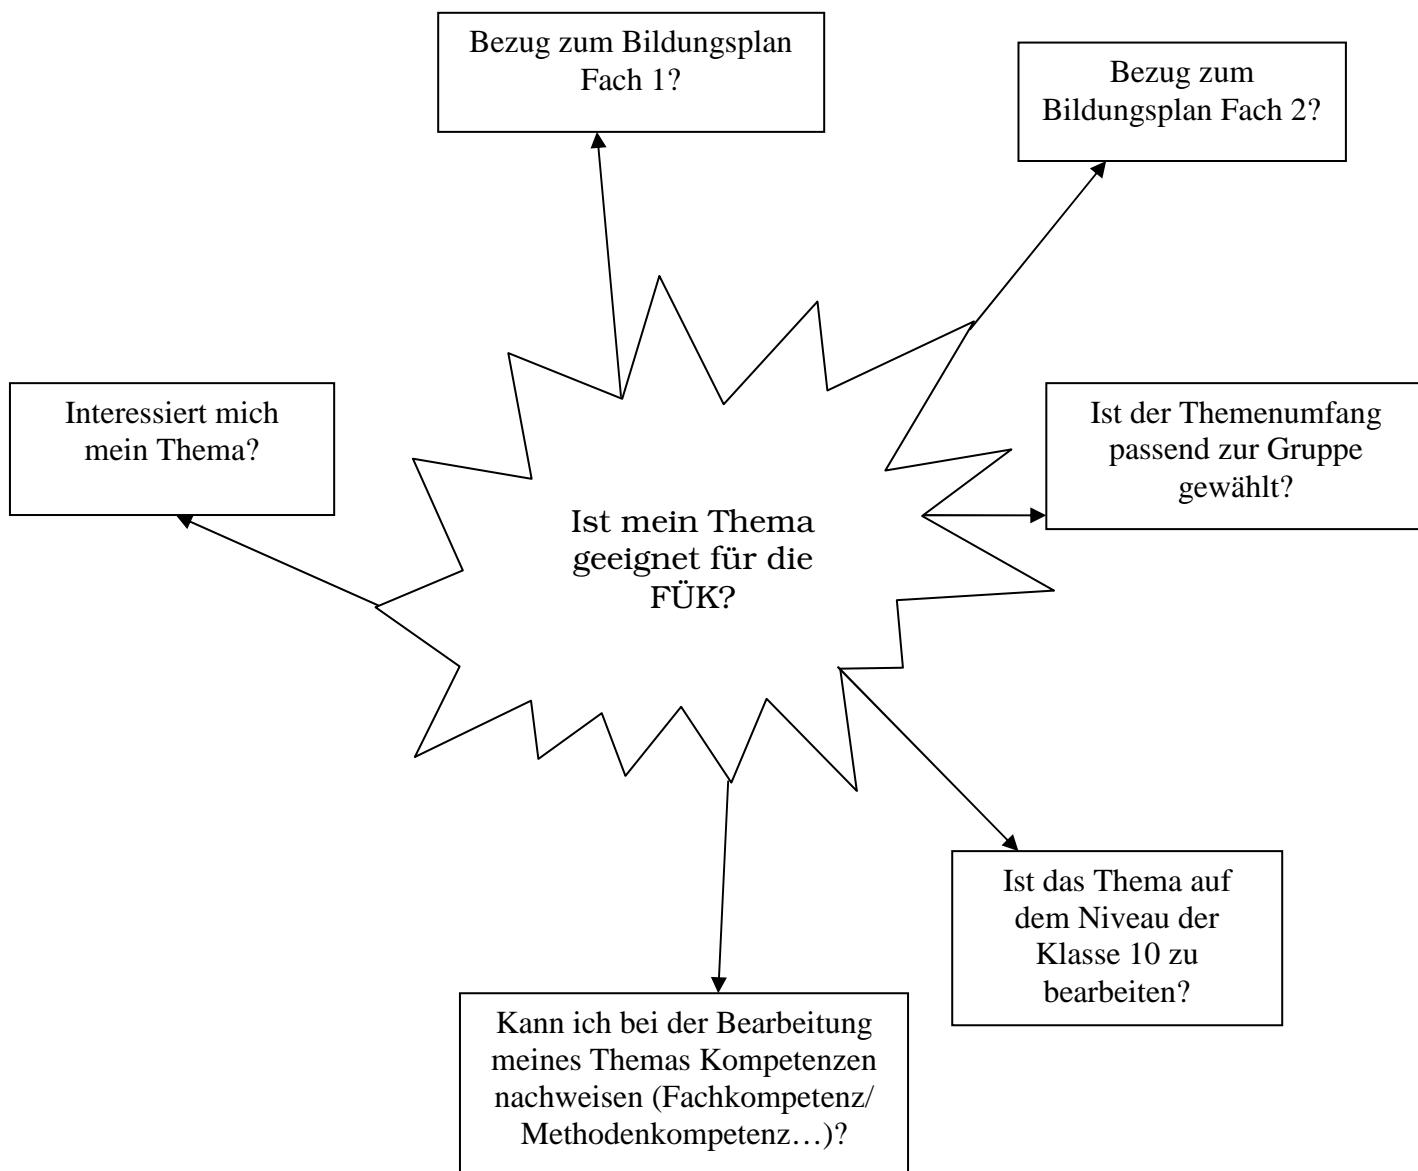 Bezug zum Bildungsplan
Fach 1?
Bezug zum
Bildungsplan Fach 2?
Interessiert mich
mein Thema?
Ist der Themenumfang
passend zur Gruppe
gewählt?
Ist mein Thema
geeignet für die
FÜK?
Ist das Thema auf
dem Niveau der
Klasse 10 zu
bearbeiten?
Kann ich bei der Bearbeitung
meines Themas Kompetenzen
nachweisen (Fachkompetenz/
Methodenkompetenz…)?